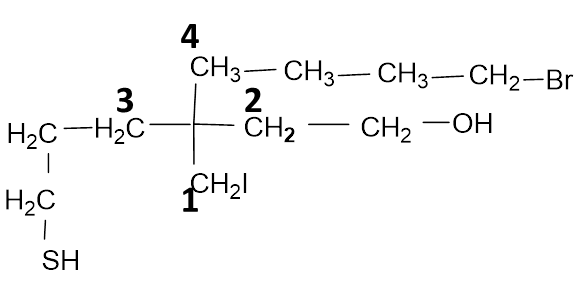 4
CH₃—CH₃—CH₃—CH₂—Br
3 2
H₂C—H₂C—CH₂—CH₂—OH
H₂C CH₂I
1
SH